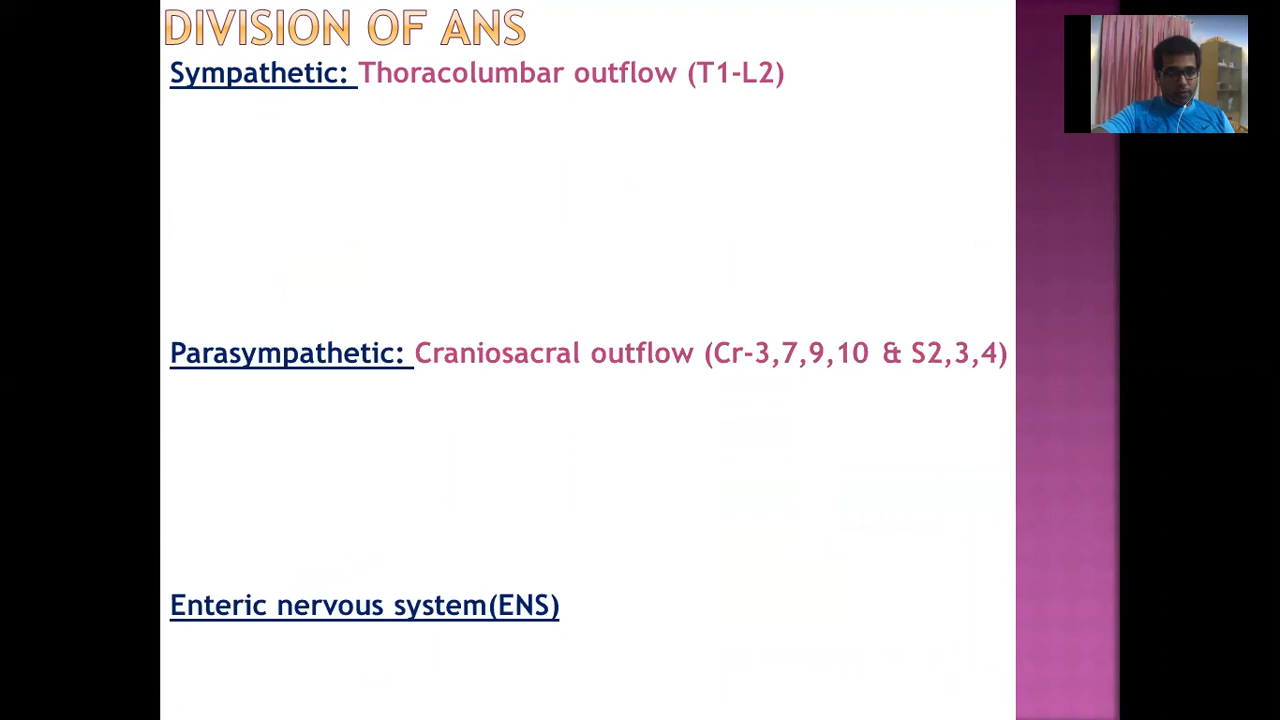 DIVISION OF ANS
Sympathetic: Thoracolumbar outflow (T1-L2)
Parasympathetic: Craniosacral outflow (Cr-3,7,9,10 & S2,3,4)
Enteric nervous system(ENS)